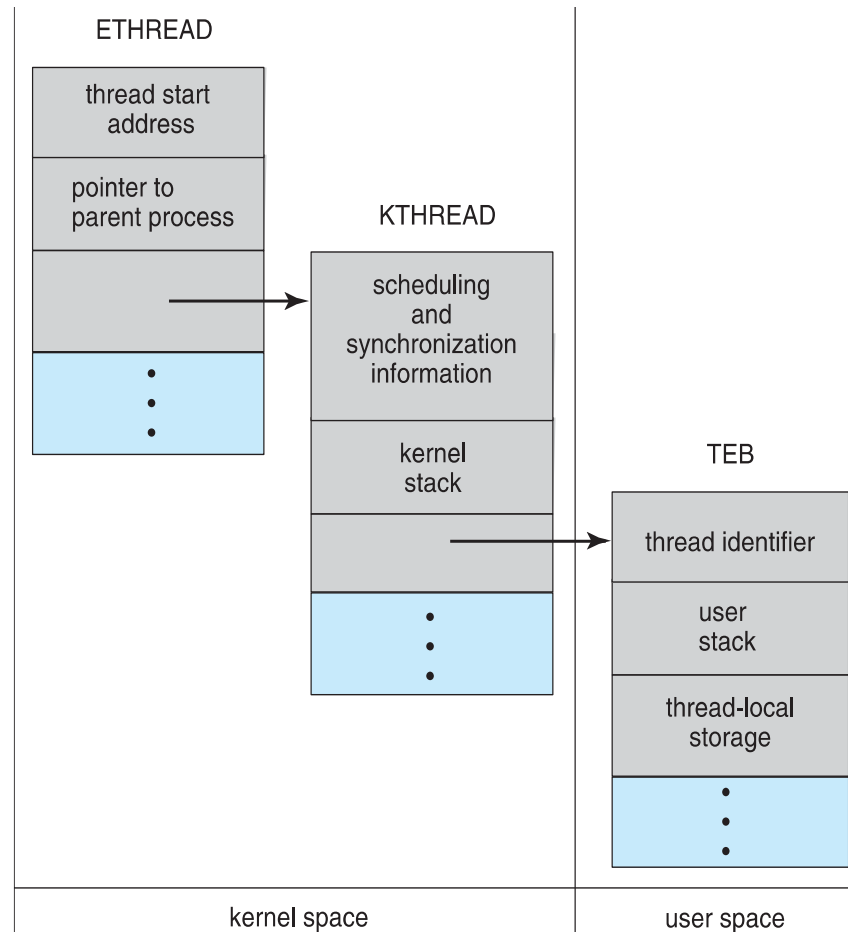 ETHREAD
thread start
address
pointer to
parent process
KTHREAD
scheduling
and
synchronization
information
kernel
stack
TEB
thread identifier
user
stack
thread-local
storage
kernel space
user space